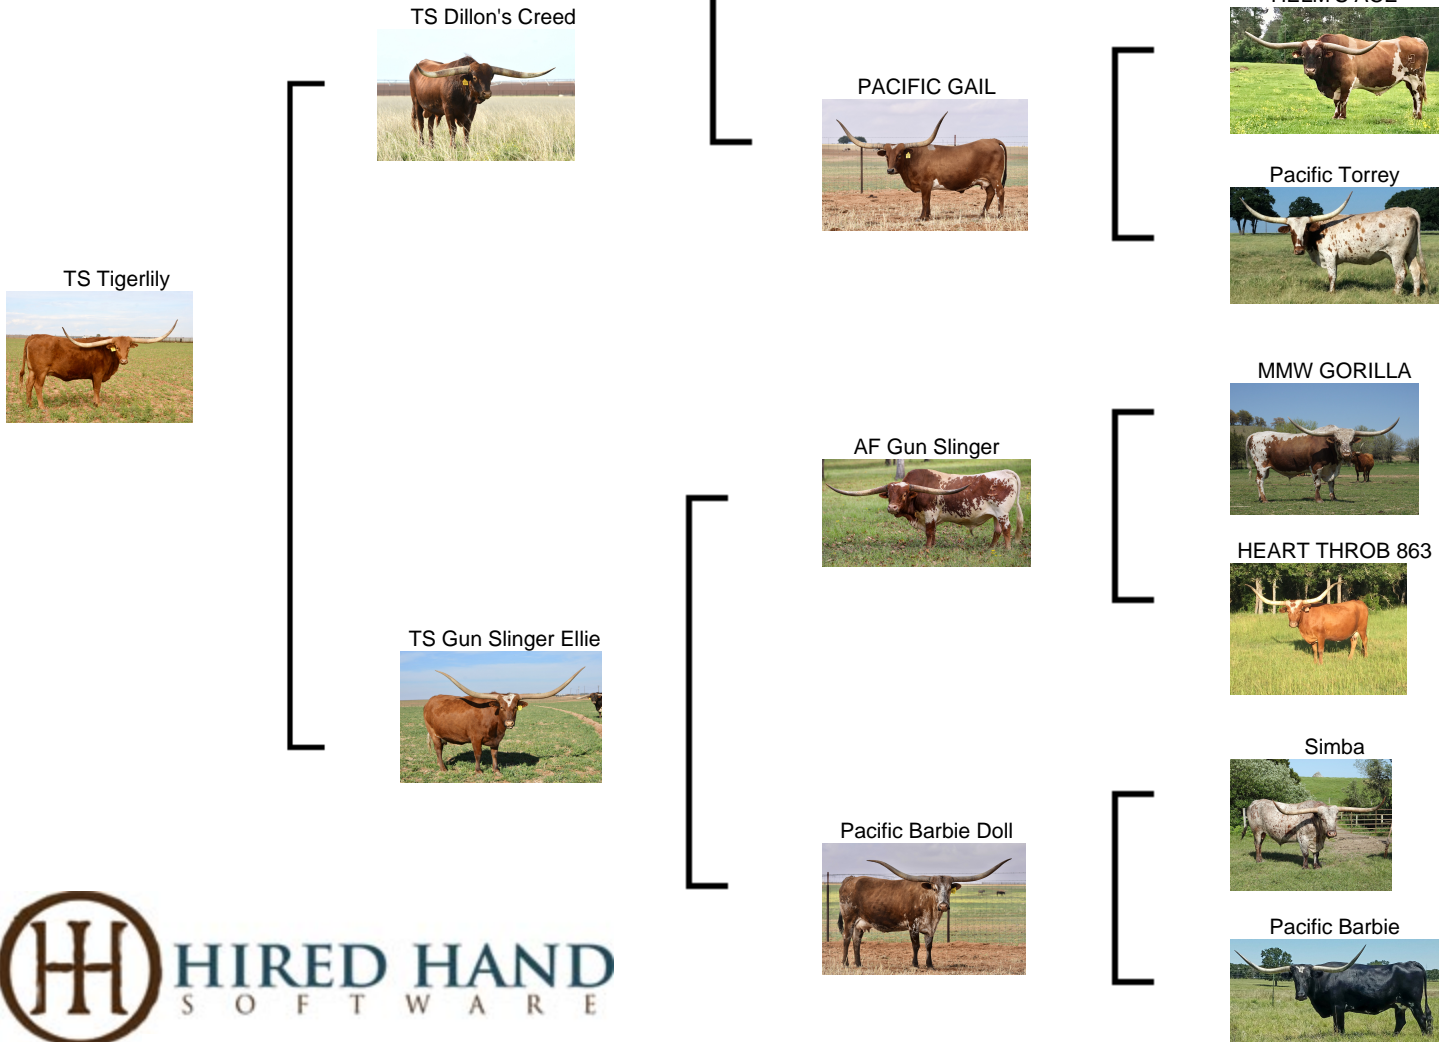 TS Dillon's Creed
PACIFIC GAIL
Pacific Torrey
TS Tigerlily
MMW GORILLA
AF Gun Slinger
HEART THROB 863
TS Gun Slinger Ellie
Simba
Pacific Barbie Doll
Pacific Barbie
HIRED HAND
SOFTWARE